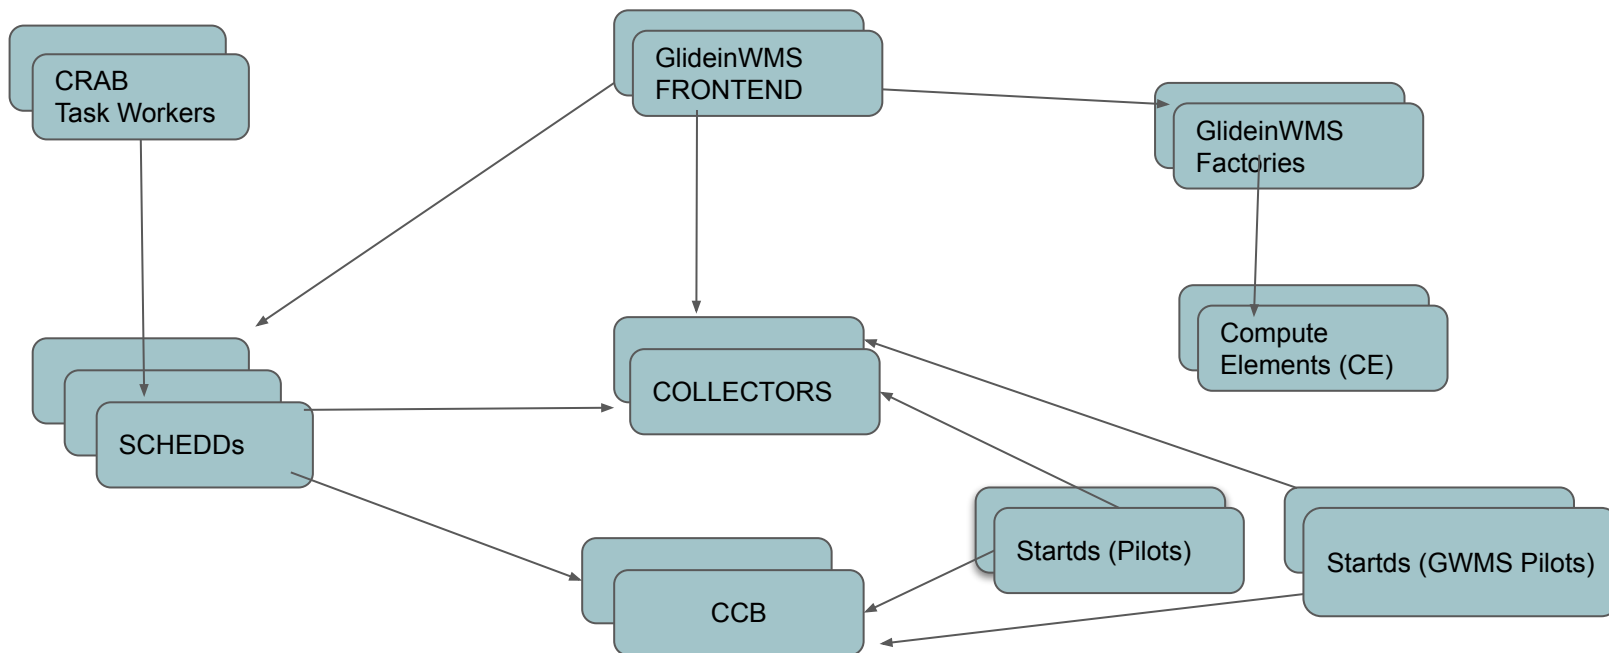 CRAB
Task Workers
GlideinWMS
FRONTEND
GlideinWMS
Factories
Compute
Elements (CE)
COLLECTORS
SCHEDDs
Startds (Pilots)
Startds (GWMS Pilots)
CCB